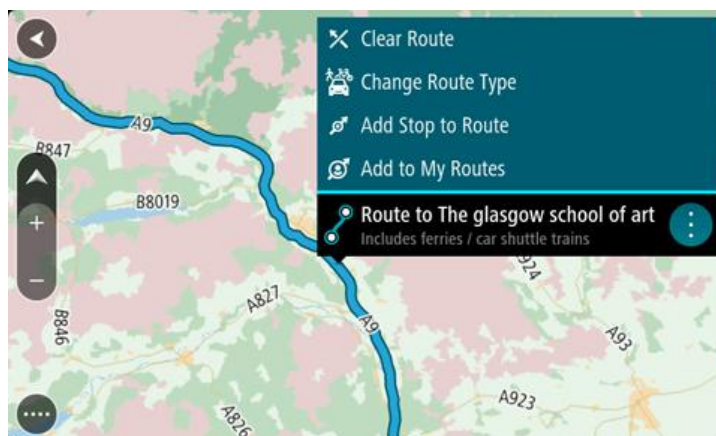 Clear Route
Change Route Type
Add Stop to Route
Add to My Routes
Route to The glasgow school of art
Includes ferries / car shuttle trains
A9
B847
B8019
A827
A9
B846
A924
A93
A923
A826